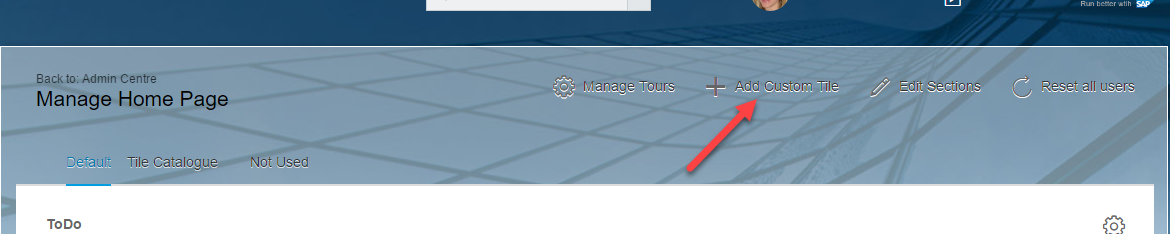 Run better with SAP
Back to: Admin Centre
Manage Home Page
Manage Tours
Add Custom Tile
Edit Sections
Reset all users
Default
Tile Catalogue
Not Used
ToDo